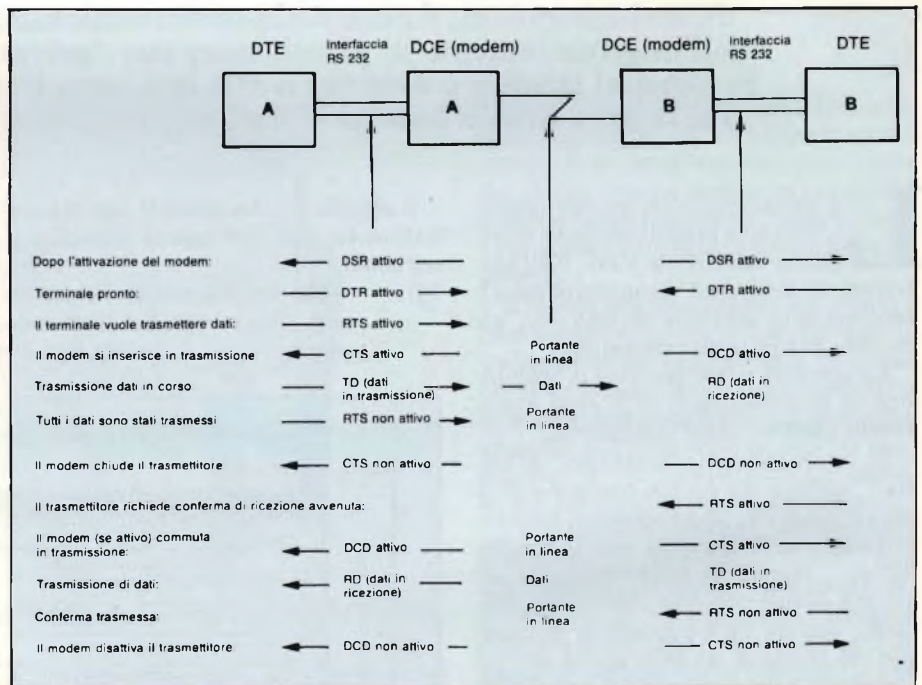 DTE Interfaccia RS 232 DCE (modem) DCE (modem) Interfaccia RS 232 DTE
A A B B
Dopo l'attivazione del modem: DSR attivo DSR attivo
Terminale pronto: DTR attivo DTR attivo
Il terminale vuole trasmettere dati: RTS attivo
Il modem si inserisce in trasmissione CTS attivo Portante in linea DCD attivo
Trasmissione dati in corso TD (dati in trasmissione) Dati RD (dati in ricezione)
Tutti i dati sono stati trasmessi RTS non attivo Portante in linea
Il modem chiude il trasmettitore CTS non attivo DCD non attivo
Il trasmettitore richiede conferma di ricezione avvenuta: RTS attivo
Il modem (se attivo) commuta
in trasmissione: DCD attivo Portante in linea CTS attivo
Trasmissione di dati: RD (dati in ricezione) Dati TD (dati in trasmissione)
Conferma trasmessa: Portante in linea RTS non attivo
Il modem disattiva il trasmettitore DCD non attivo CTS non attivo